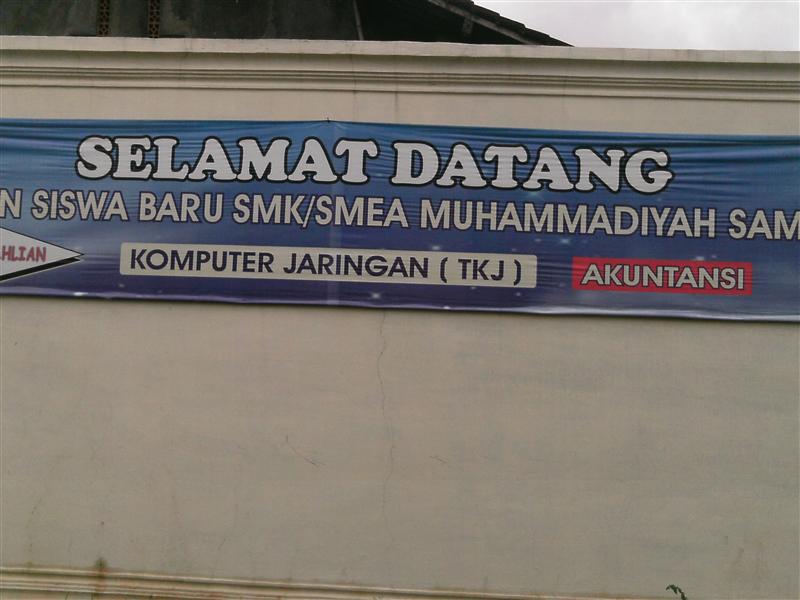 SELAMAT DATANG
N SISWA BARU SMK/SMEA MUHAMMADIYAH SAM
HLIAN
KOMPUTER JARINGAN ( TKJ )
AKUNTANSI